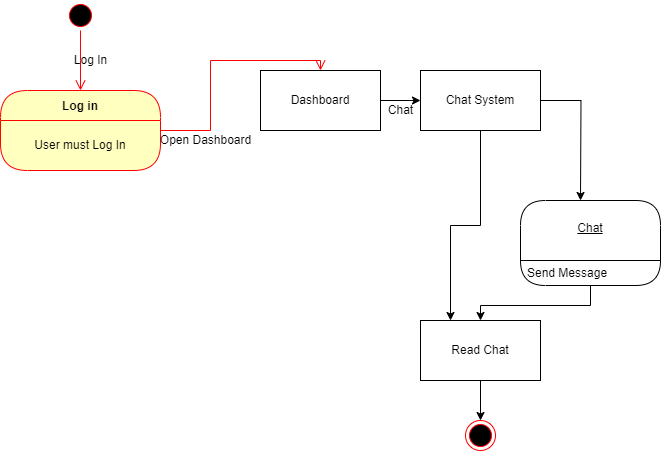 Log In
Log in
User must Log In
Open Dashboard
Dashboard
Chat
Chat System
Chat
Send Message
Read Chat